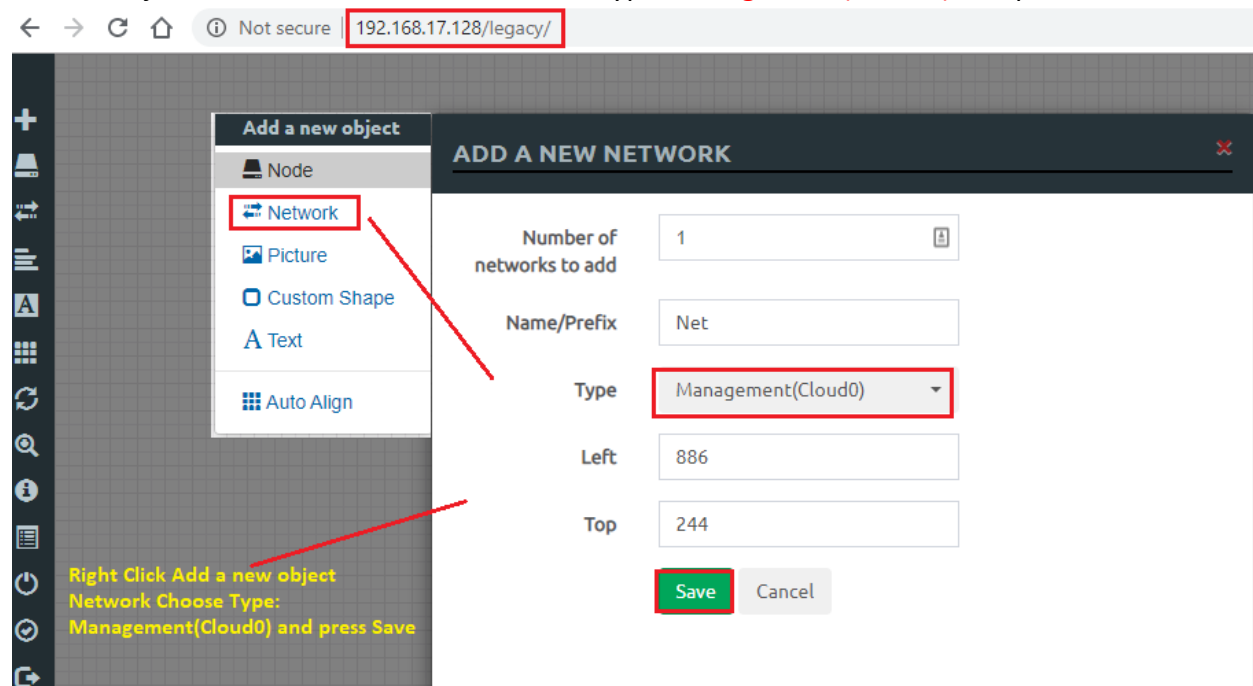 Not secure 192.168.17.128/legacy/
Add a new object
Node
Network
Picture
Custom Shape
A Text
Auto Align
ADD A NEW NETWORK
Number of
networks to add
1
Name/Prefix
Net
Type
Management(Cloud0)
Left
886
Top
244
Save
Cancel
Right Click Add a new object
Network Choose Type:
Management(Cloud0) and press Save